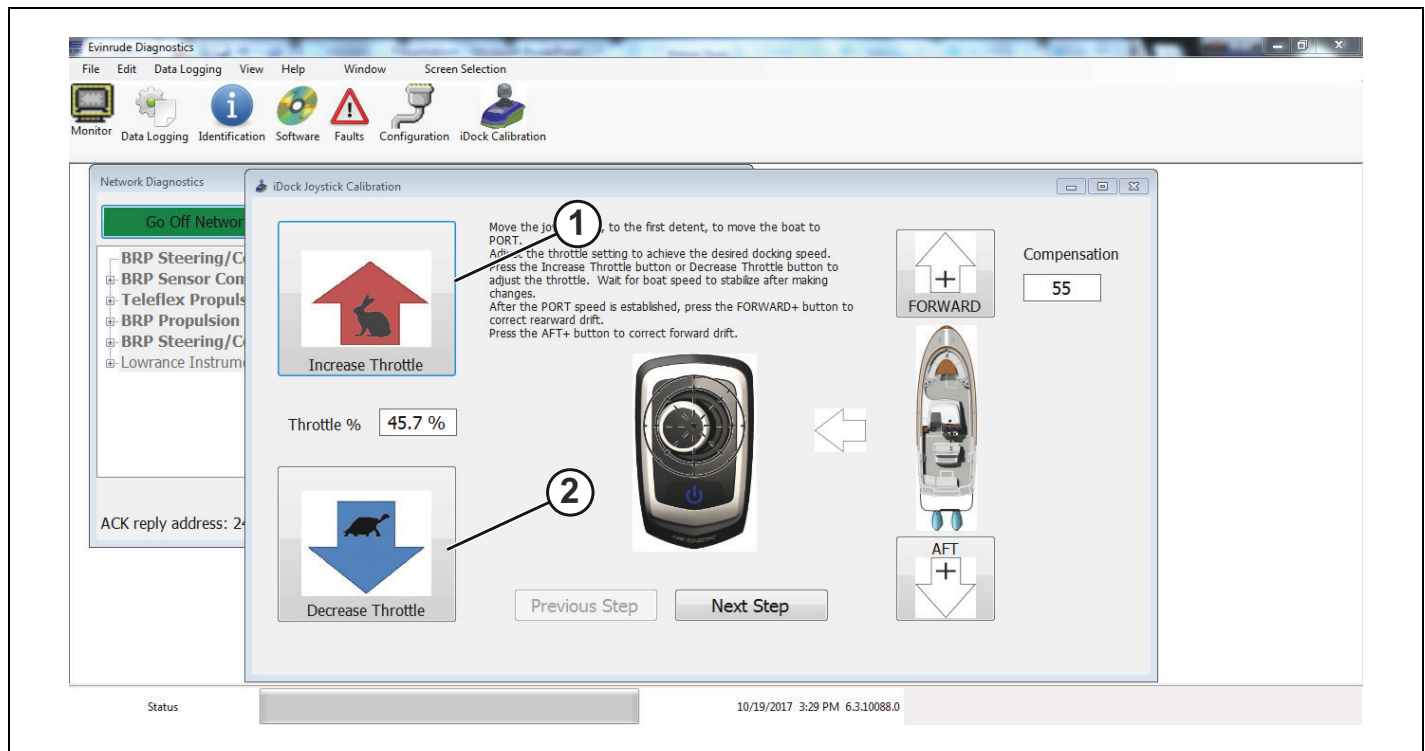 Evinrude Diagnostics
File Edit Data Logging View Help Window Screen Selection
Monitor Data Logging Identification Software Faults Configuration iDock Calibration
Network Diagnostics
Go Off Networ
BRP Steering/C
BRP Sensor Con
Teleflex Propuls
BRP Propulsion
BRP Steering/C
Lowrance Instrum
ACK reply address: 24
iDock Joystick Calibration
1
Increase Throttle
Throttle % 45.7 %
2
Decrease Throttle
Move the jo , to the first detent, to move the boat to
PORT.
Adjust the throttle setting to achieve the desired docking speed.
Press the Increase Throttle button or Decrease Throttle button to
adjust the throttle. Wait for boat speed to stabilize after making
changes.
After the PORT speed is established, press the FORWARD+ button to
correct rearward drift.
Press the AFT+ button to correct forward drift.
Previous Step Next Step
+
FORWARD
Compensation
55
AFT
+
Status
10/19/2017 3:29 PM 6.3.10088.0